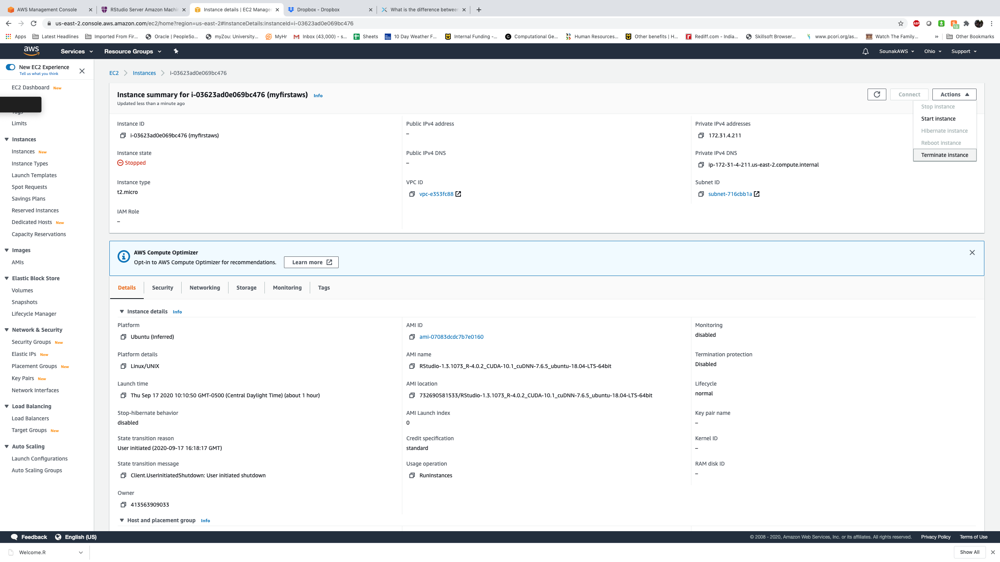 AWS Management Console
RStudio Server Amazon Machin
Instance details | EC2 Manager
Dropbox - Dropbox
What is the difference between
us-east-2.console.aws.amazon.com/ec2/home?region=us-east-2#InstanceDetails:instanceId=i-03623ad0e069bc476
ABP
13
Apps
Latest Headlines
Imported From Fir...
Oracle | PeopleSo...
myZou: University...
MyHr
Inbox (43,000) - s...
Sheets
10 Day Weather F...
Internal Funding -...
Computational Ge...
Human Resources...
Other benefits | H...
Rediff.com - India...
Skillsoft Browser...
www.pcori.org/as...
Watch The Family...
»
Other Bookmarks
aws
Services
Resource Groups
SounakAWS
Ohio
Support
New EC2 Experience
Tell us what you think
EC2 Dashboard New
Tags
Limits
Instances
Instances New
Instance Types
Launch Templates
Spot Requests
Savings Plans
Reserved Instances
Dedicated Hosts New
Capacity Reservations
Images
AMIs
Elastic Block Store
Volumes
Snapshots
Lifecycle Manager
Network & Security
Security Groups New
Elastic IPs New
Placement Groups New
Key Pairs New
Network Interfaces
Load Balancing
Load Balancers
Target Groups New
Auto Scaling
Launch Configurations
Auto Scaling Groups
EC2
Instances
i-03623ad0e069bc476
Instance summary for i-03623ad0e069bc476 (myfirstaws) Info
Updated less than a minute ago
Connect
Actions
Stop instance
Start instance
Hibernate instance
Reboot instance
Terminate instance
Instance ID
i-03623ad0e069bc476 (myfirstaws)
Instance state
Stopped
Instance type
t2.micro
IAM Role
–
Public IPv4 address
–
Public IPv4 DNS
–
VPC ID
vpc-e353fc88
Private IPv4 addresses
172.31.4.211
Private IPv4 DNS
ip-172-31-4-211.us-east-2.compute.internal
Subnet ID
subnet-716cbb1a
AWS Compute Optimizer
Opt-in to AWS Compute Optimizer for recommendations.
Learn more
Details
Security
Networking
Storage
Monitoring
Tags
Instance details Info
Platform
Ubuntu (Inferred)
Platform details
Linux/UNIX
Launch time
Thu Sep 17 2020 10:10:50 GMT-0500 (Central Daylight Time) (about 1 hour)
Stop-hibernate behavior
disabled
State transition reason
User initiated (2020-09-17 16:18:17 GMT)
State transition message
Client.UserInitiatedShutdown: User initiated shutdown
Owner
413563909033
AMI ID
ami-07083dcdc7b7e0160
AMI name
RStudio-1.3.1073_R-4.0.2_CUDA-10.1_cuDNN-7.6.5_ubuntu-18.04-LTS-64bit
AMI location
732690581533/RStudio-1.3.1073_R-4.0.2_CUDA-10.1_cuDNN-7.6.5_ubuntu-18.04-LTS-64bit
AMI Launch index
0
Credit specification
standard
Usage operation
RunInstances
Monitoring
disabled
Termination protection
Disabled
Lifecycle
normal
Key pair name
–
Kernel ID
–
RAM disk ID
–
Host and placement group Info
Feedback
English (US)
© 2008 - 2020, Amazon Web Services, Inc. or its affiliates. All rights reserved.
Privacy Policy
Terms of Use
Welcome.R
Show All